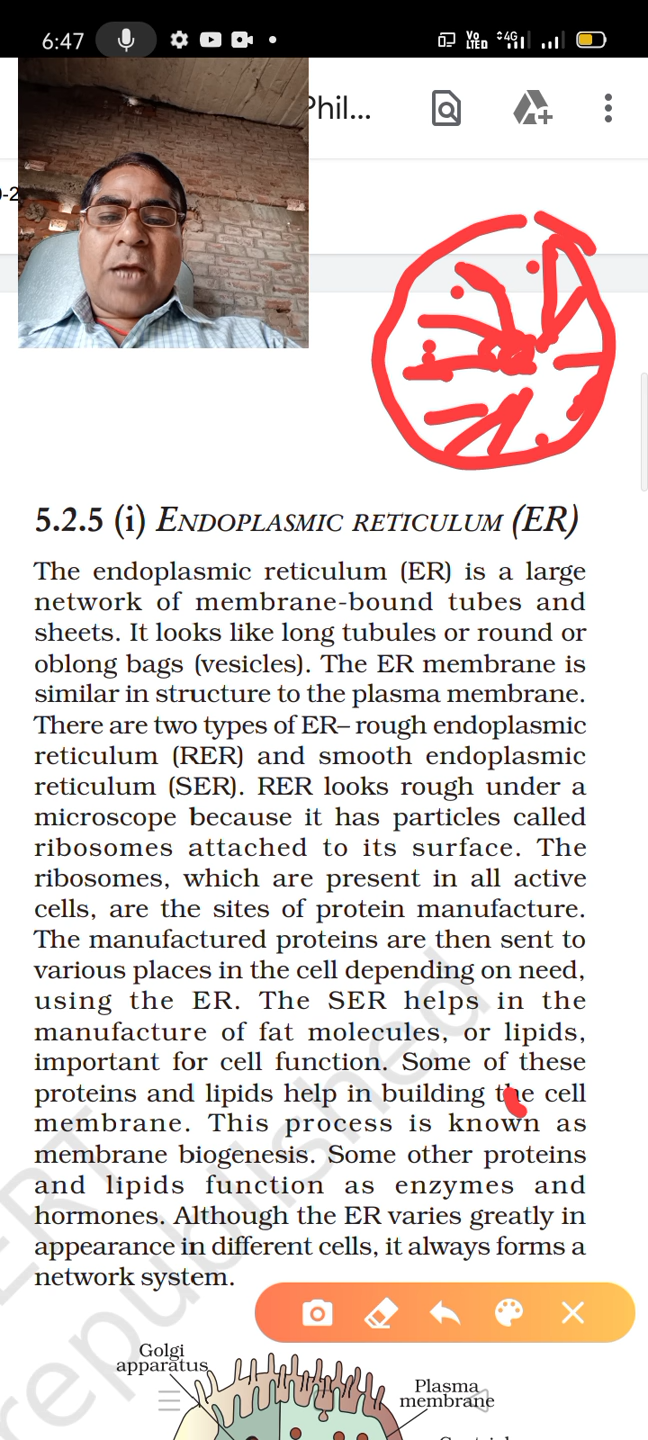 6:47
Vo
LTED
4G
Phil...
0-2
5.2.5 (i) ENDOPLASMIC RETICULUM (ER)
The endoplasmic reticulum (ER) is a large
network of membrane-bound tubes and
sheets. It looks like long tubules or round or
oblong bags (vesicles). The ER membrane is
similar in structure to the plasma membrane.
There are two types of ER– rough endoplasmic
reticulum (RER) and smooth endoplasmic
reticulum (SER). RER looks rough under a
microscope because it has particles called
ribosomes attached to its surface. The
ribosomes, which are present in all active
cells, are the sites of protein manufacture.
The manufactured proteins are then sent to
various places in the cell depending on need,
using the ER. The SER helps in the
manufacture of fat molecules, or lipids,
important for cell function. Some of these
proteins and lipids help in building the cell
membrane. This process is known as
membrane biogenesis. Some other proteins
and lipids function as enzymes and
hormones. Although the ER varies greatly in
appearance in different cells, it always forms a
network system.
republished
Golgi
apparatus
Plasma
membrane